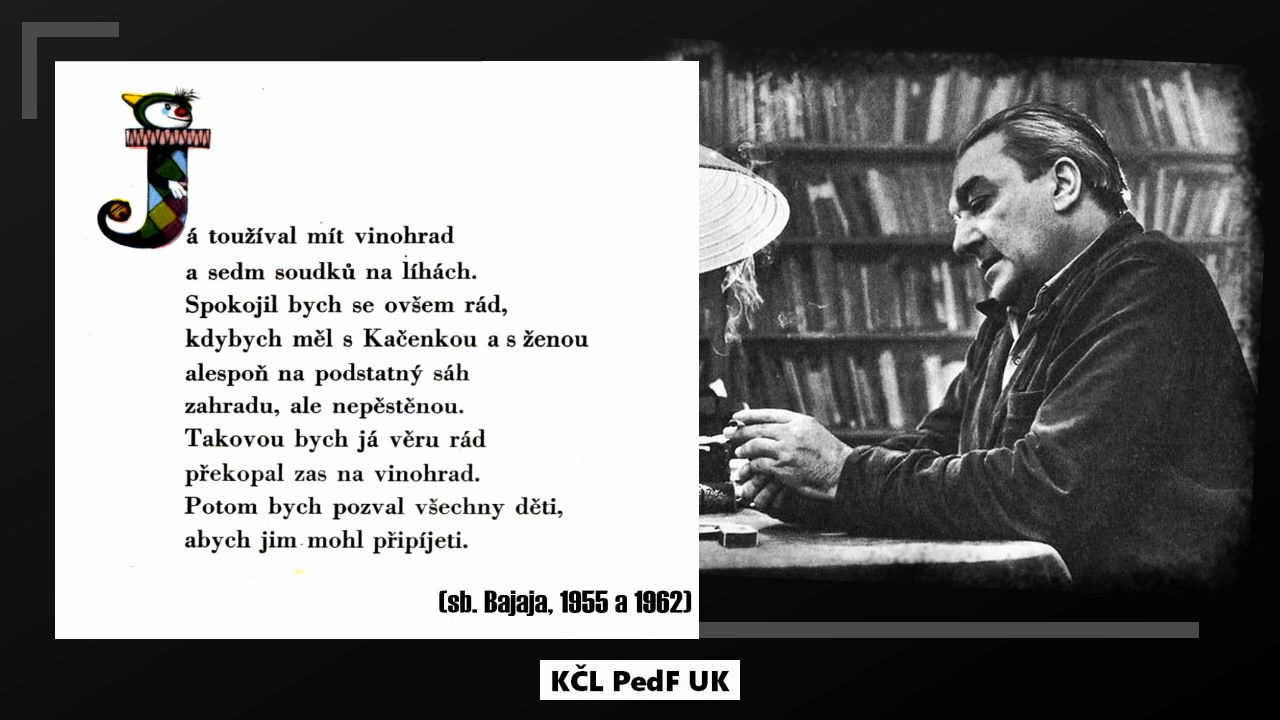 Já toužíval mít vinohrad
a sedm soudků na líhách.
Spokojil bych se ovšem rád,
kdybych měl s Kačenkou a s ženou
alespoň na podstatný sáh
zahradu, ale nepěstěnou.
Takovou bych já věru rád
překopal zas na vinohrad.
Potom bych pozval všechny děti,
abych jim mohl připíjeti.
(sb. Bajaja, 1955 a 1962)
KČL PedF UK